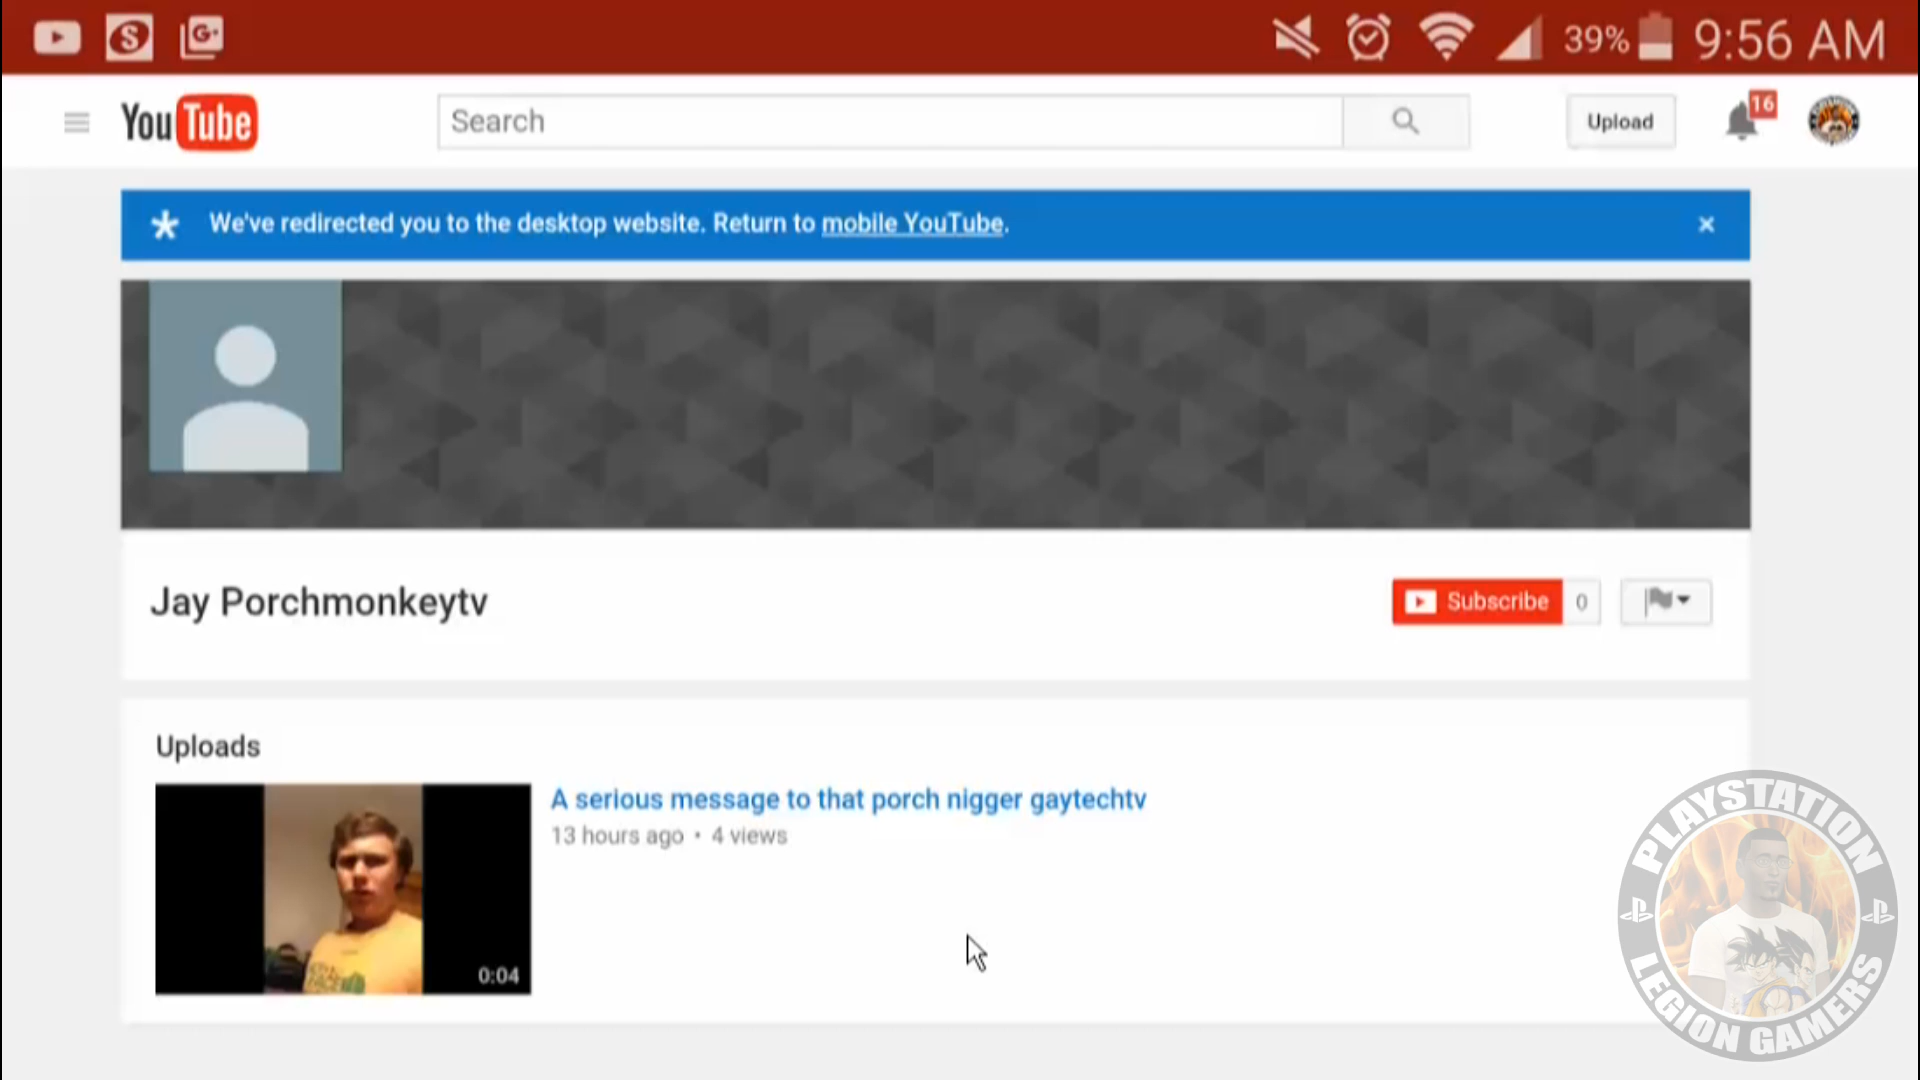 39% 9:56 AM
YouTube
Search
Upload
16
We've redirected you to the desktop website. Return to mobile YouTube.
Jay Porchmonkeytv
Subscribe 0
Uploads
A serious message to that porch nigger gaytechtv
13 hours ago • 4 views
0:04
PLAYSTATION
LEGION GAMERS